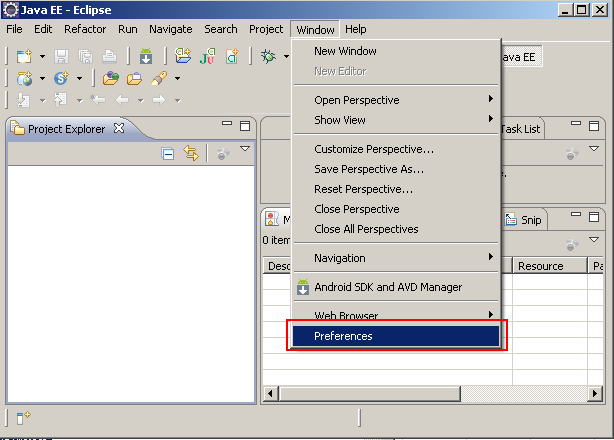 Java EE - Eclipse
File Edit Refactor Run Navigate Search Project Window Help
New Window
New Editor
Open Perspective
Show View
Customize Perspective...
Save Perspective As...
Reset Perspective...
Close Perspective
Close All Perspectives
Navigation
Android SDK and AVD Manager
Web Browser
Preferences
ava EE
Project Explorer
Task List
M
Snip
0 item
Desc
Resource
Pa